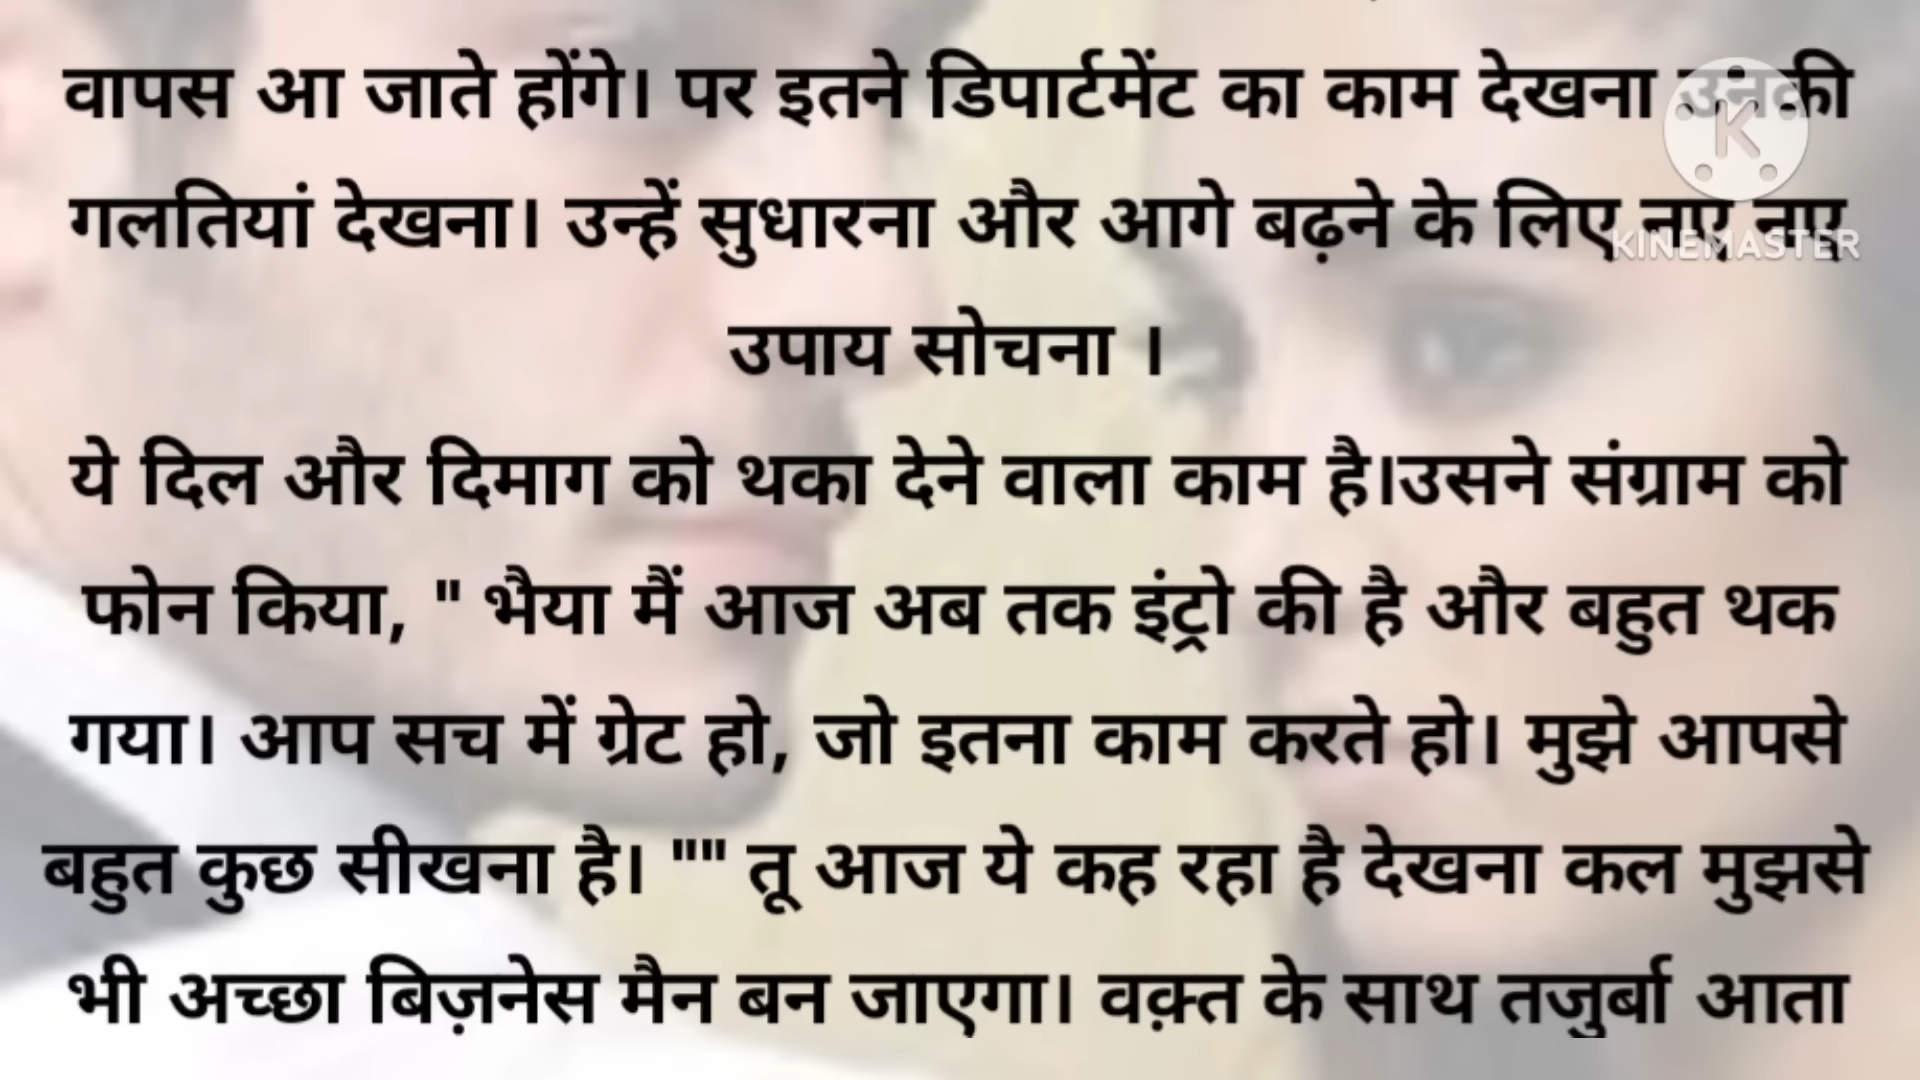 वापस आ जाते होंगे। पर इतने डिपार्टमेंट का काम देखना उनकी
गलतियां देखना। उन्हें सुधारना और आगे बढ़ने के लिए नए नए
उपाय सोचना ।
ये दिल और दिमाग को थका देने वाला काम है।उसने संग्राम को
फोन किया, " भैया मैं आज अब तक इंट्रो की है और बहुत थक
गया। आप सच में ग्रेट हो, जो इतना काम करते हो। मुझे आपसे
बहुत कुछ सीखना है। "" तू आज ये कह रहा है देखना कल मुझसे
भी अच्छा बिज़नेस मैन बन जाएगा। वक़्त के साथ तजुर्बा आता
K
KINEMASTER